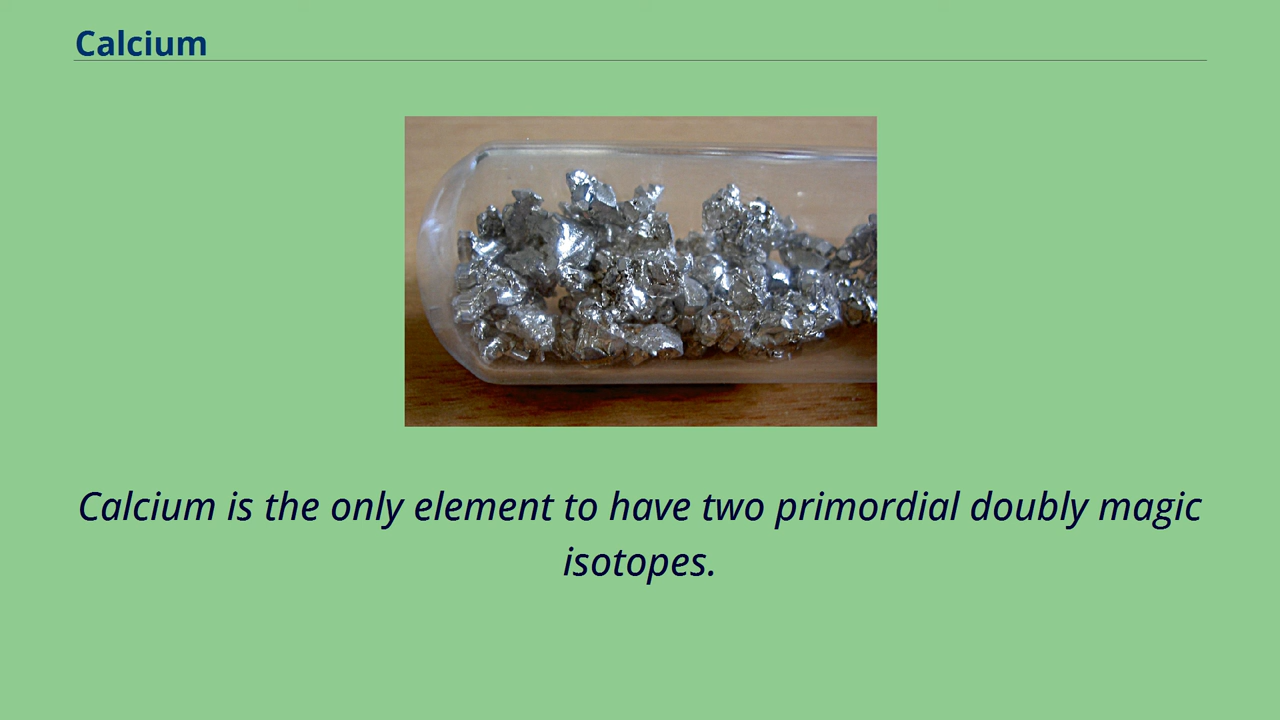 Calcium
Calcium is the only element to have two primordial doubly magic
isotopes.